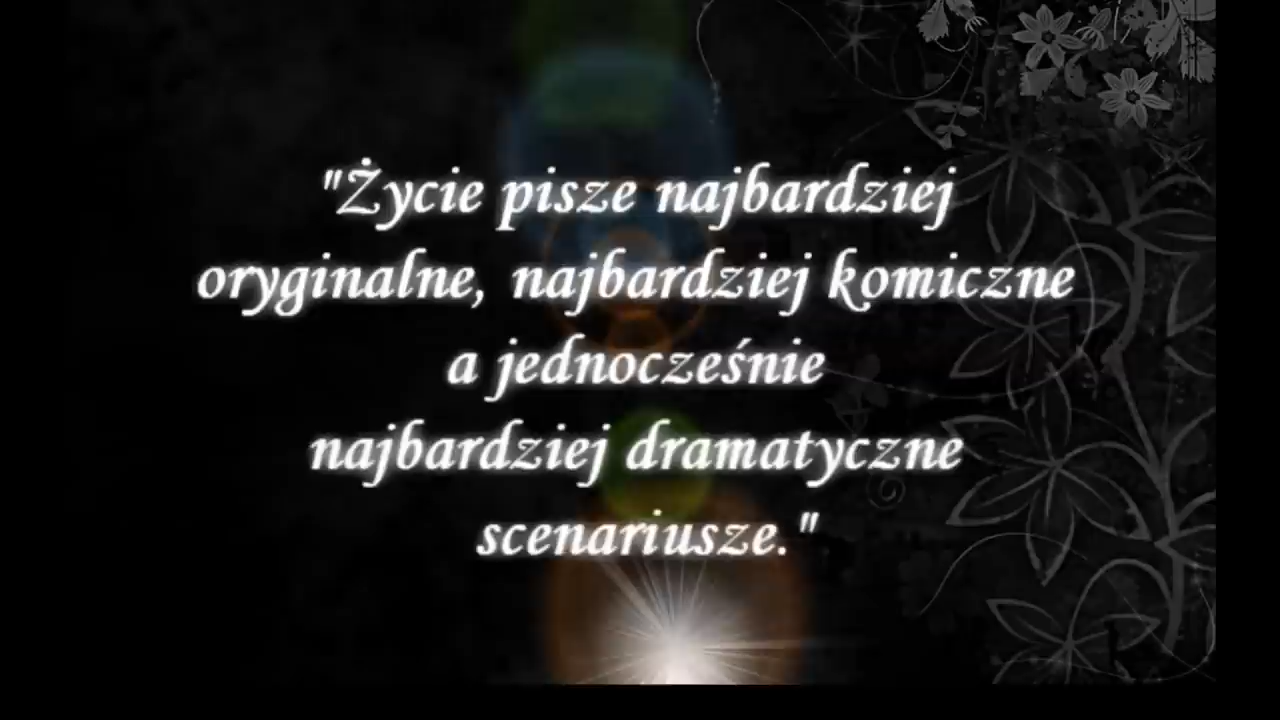 "Życie pisze najbardziej
oryginalne, najbardziej komiczne
a jednocześnie
najbardziej dramatyczne
scenariusze."